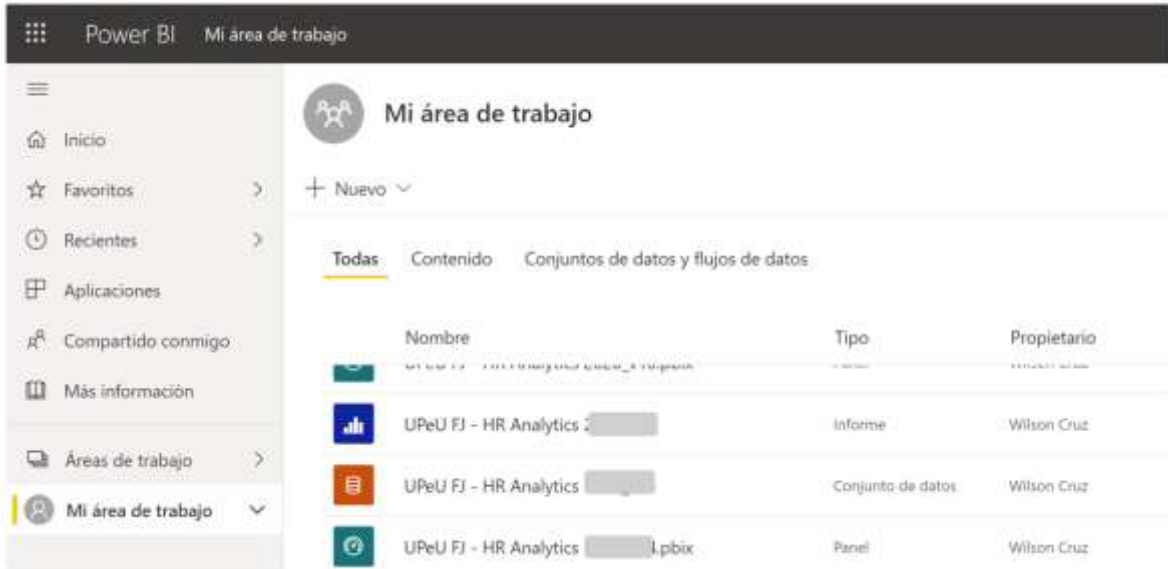 Power BI Mi área de trabajo
Mi área de trabajo
Inicio
Favoritos
Recientes
Aplicaciones
Compartido conmigo
Más información
Áreas de trabajo
Mi área de trabajo
Nuevo
Todas Contenido Conjuntos de datos y flujos de datos
Nombre Tipo Propietario
UPeU FJ - HR Analytics Informe Wilson Cruz
UPeU FJ - HR Analytics Conjunto de datos Wilson Cruz
UPeU FJ - HR Analytics .pbix Panel Wilson Cruz